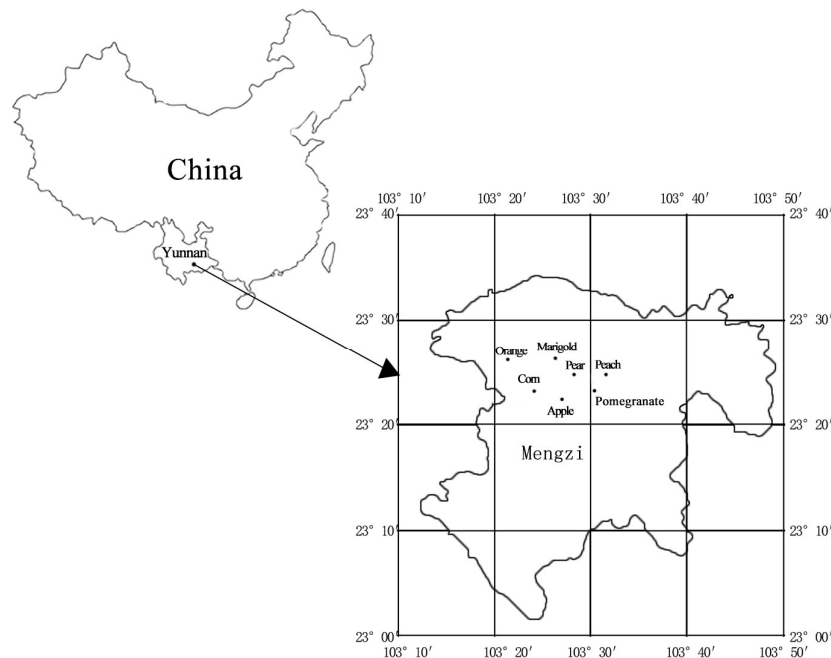 China
Yunnan
103° 10′ 103° 20′ 103° 30′ 103° 40′ 103° 50′
23° 40′ 23° 40′
23° 30′ 23° 30′
Orange Marigold
Pear Peach
Corn
Apple Pomegranate
23° 20′ 23° 20′
Mengzi
23° 10′ 23° 10′
23° 00′ 23° 00′
103° 10′ 103° 20′ 103° 30′ 103° 40′ 103° 50′